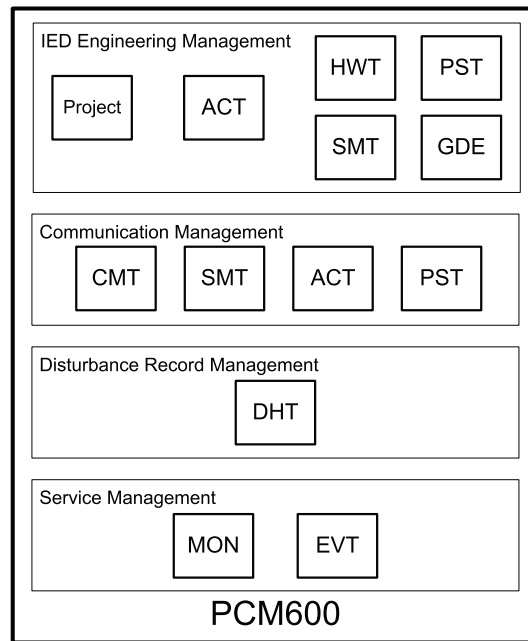 IED Engineering Management
HWT PST
Project ACT
SMT GDE
Communication Management
CMT SMT ACT PST
Disturbance Record Management
DHT
Service Management
MON EVT
PCM600